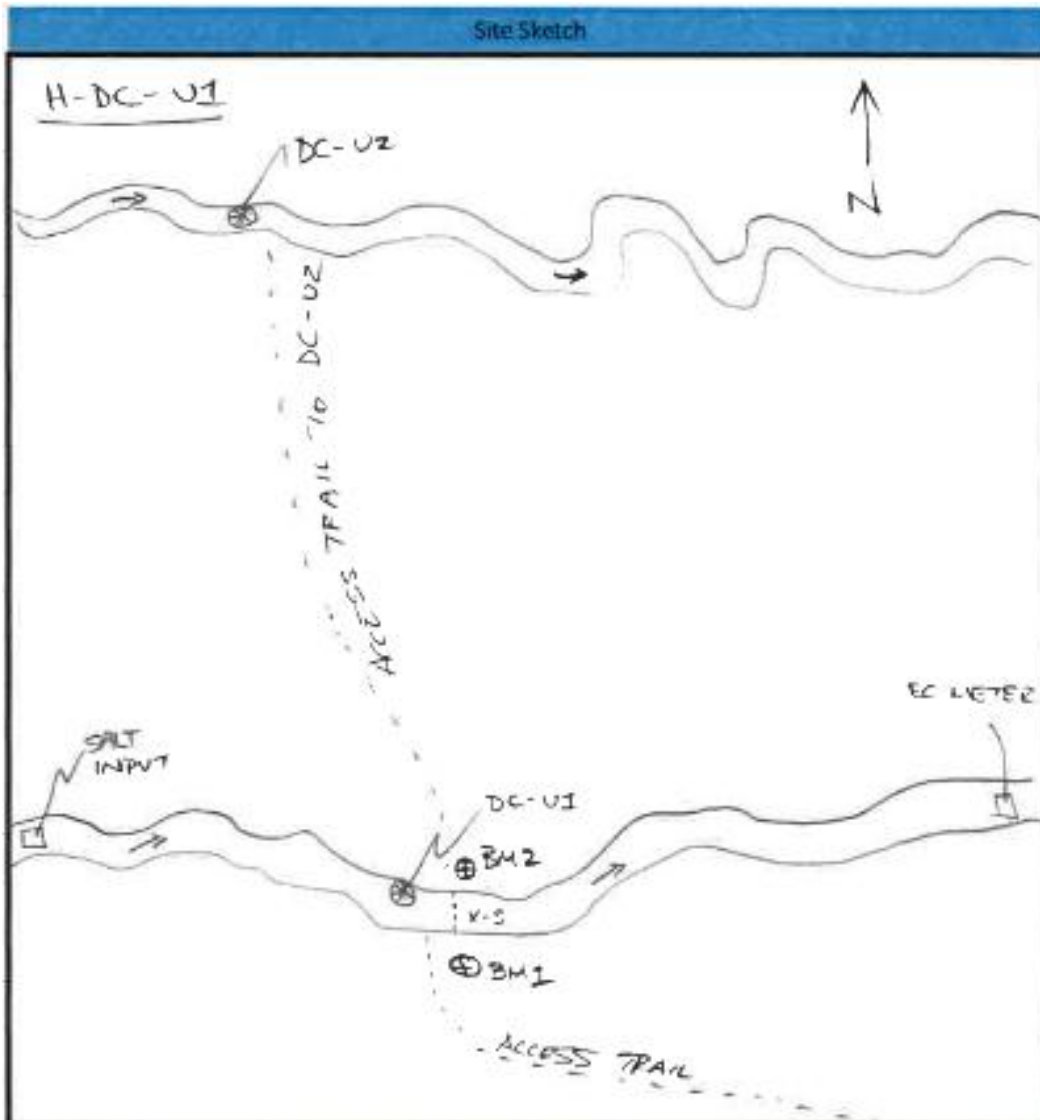 Site Sketch
H-DC-U1
DC-U2
N
ACCESS TRAIL TO DC-U2
EC METER
SALT
INPUT
DC-U1
BM2
X-S
BM1
ACCESS TRAIL